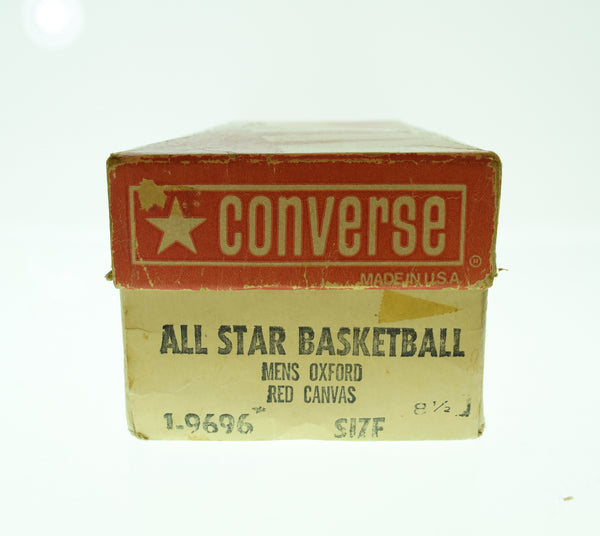 converse
®
MADE IN U.S.A.
ALL STAR BASKETBALL
MENS OXFORD
RED CANVAS
1-9696 SIZE 8½